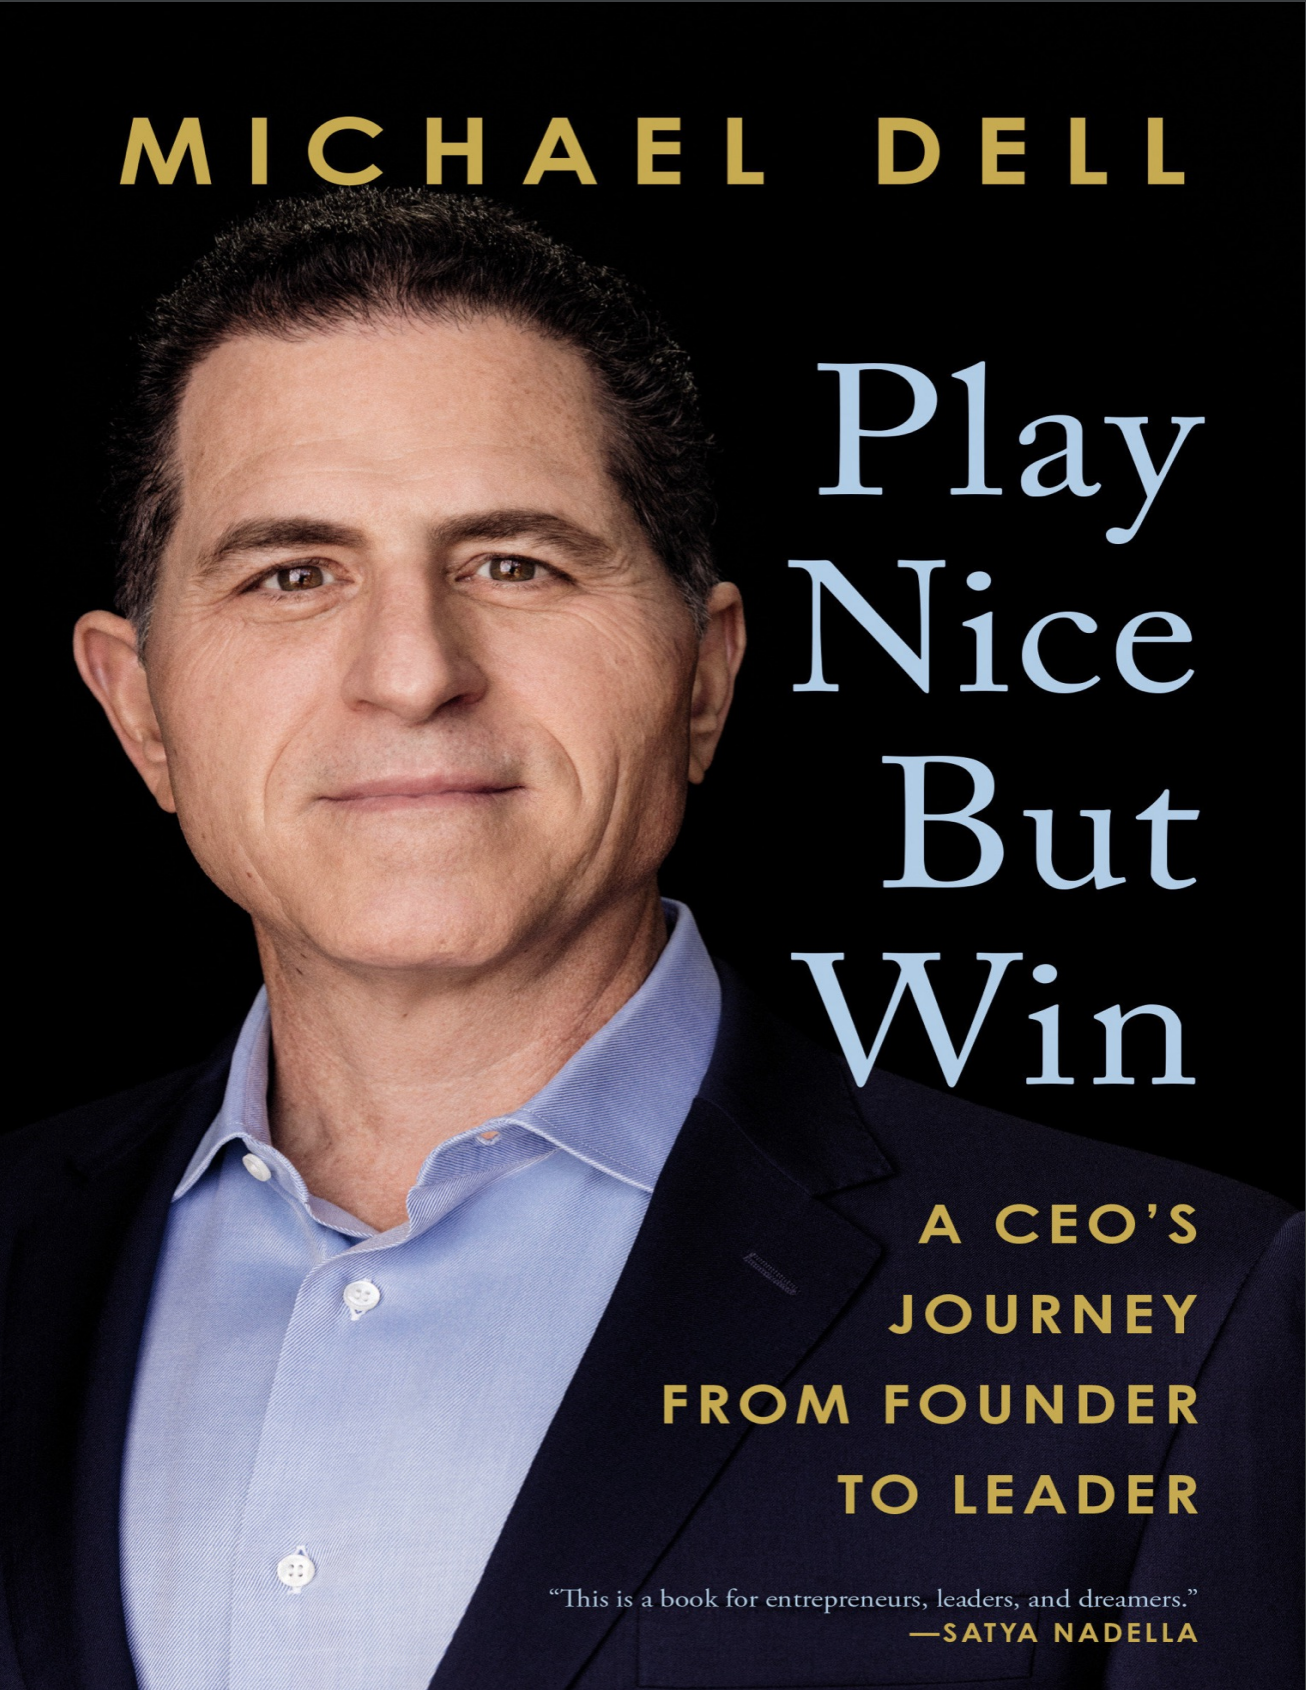 MICHAEL DELL
Play
Nice
But
Win
A CEO’S
JOURNEY
FROM FOUNDER
TO LEADER
“This is a book for entrepreneurs, leaders, and dreamers.”
—SATYA NADELLA